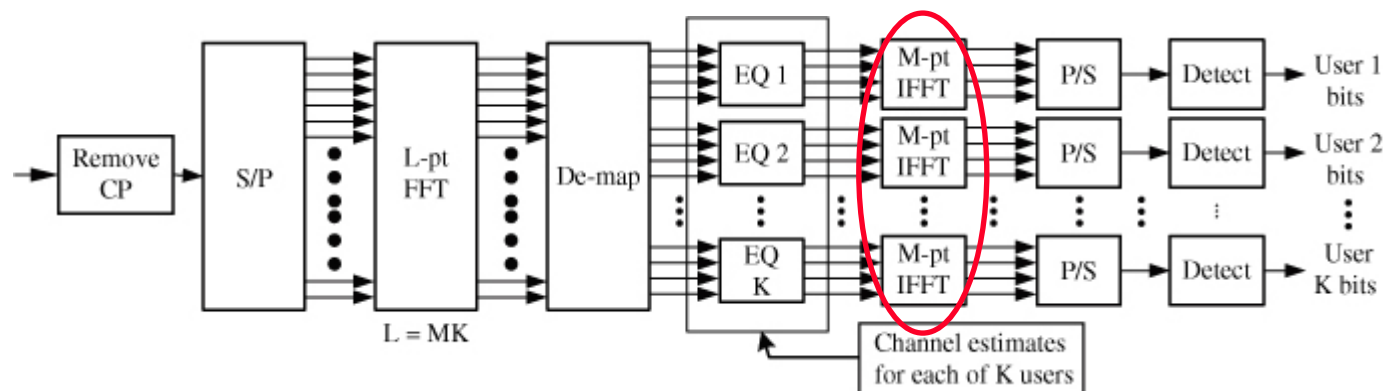 Remove
CP
S/P
L-pt
FFT
L = MK
De-map
EQ 1
EQ 2
EQ
K
M-pt
IFFT
M-pt
IFFT
M-pt
IFFT
P/S
P/S
P/S
Detect
Detect
Detect
User 1
bits
User 2
bits
User
K bits
Channel estimates
for each of K users